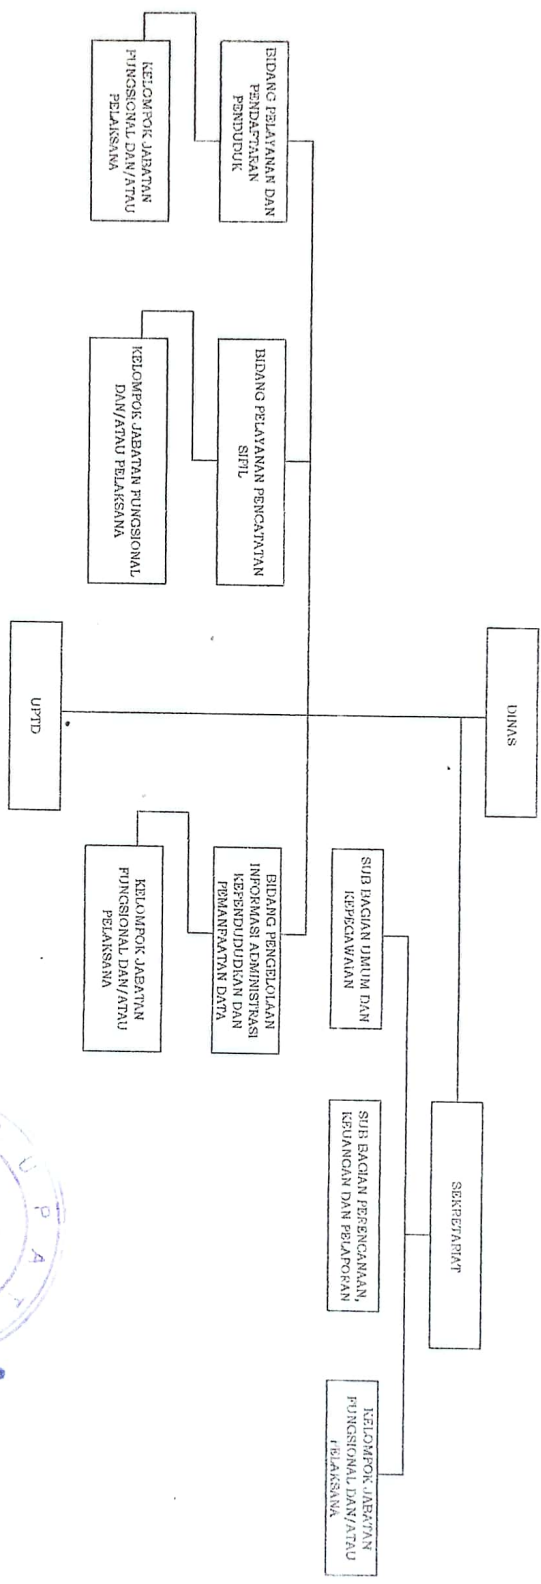 DINAS
SEKRETARIAT
SUB BAGIAN UMUM DAN
KEPEGAWAIAN
SUB BAGIAN PERENCANAAN,
KEUANGAN DAN PELAPORAN
KELOMPOK JABATAN
FUNGSIONAL DAN/ATAU
PELAKSANA
BIDANG PELAYANAN DAN
PENDAFTARAN
PENDUDUK
BIDANG PELAYANAN PENCATATAN
SIPIL
BIDANG PENGELOLAAN
INFORMASI ADMINISTRASI
KEPENDUDUDKAN DAN
PEMANFAATAN DATA
KELOMPOK JABATAN
FUNGSIONAL DAN/ATAU
PELAKSANA
KELOMPOK JABATAN FUNGSIONAL
DAN/ATAU PELAKSANA
KELOMPOK JABATAN
FUNGSIONAL DAN/ATAU
PELAKSANA
UPTD